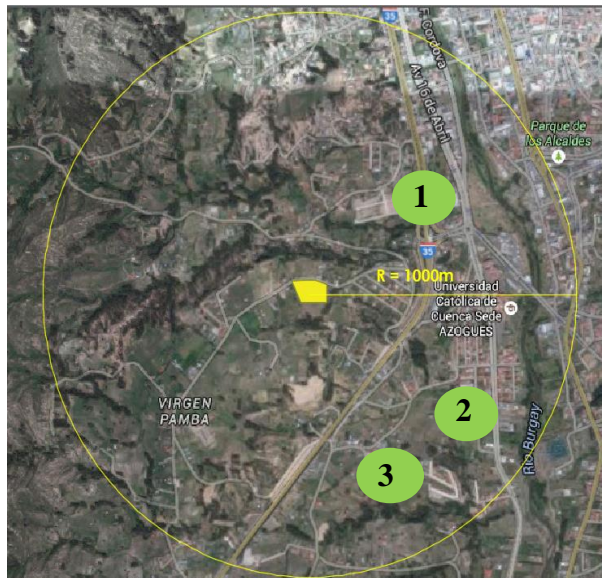 35
F. Cordova
Av 16 de Abril
Parque de
los Alcaldes
1
35
R = 1000m
Universidad
Católica de
Cuenca Sede
AZOGUES
VIRGEN
PAMBA
2
Rio Burgay
3